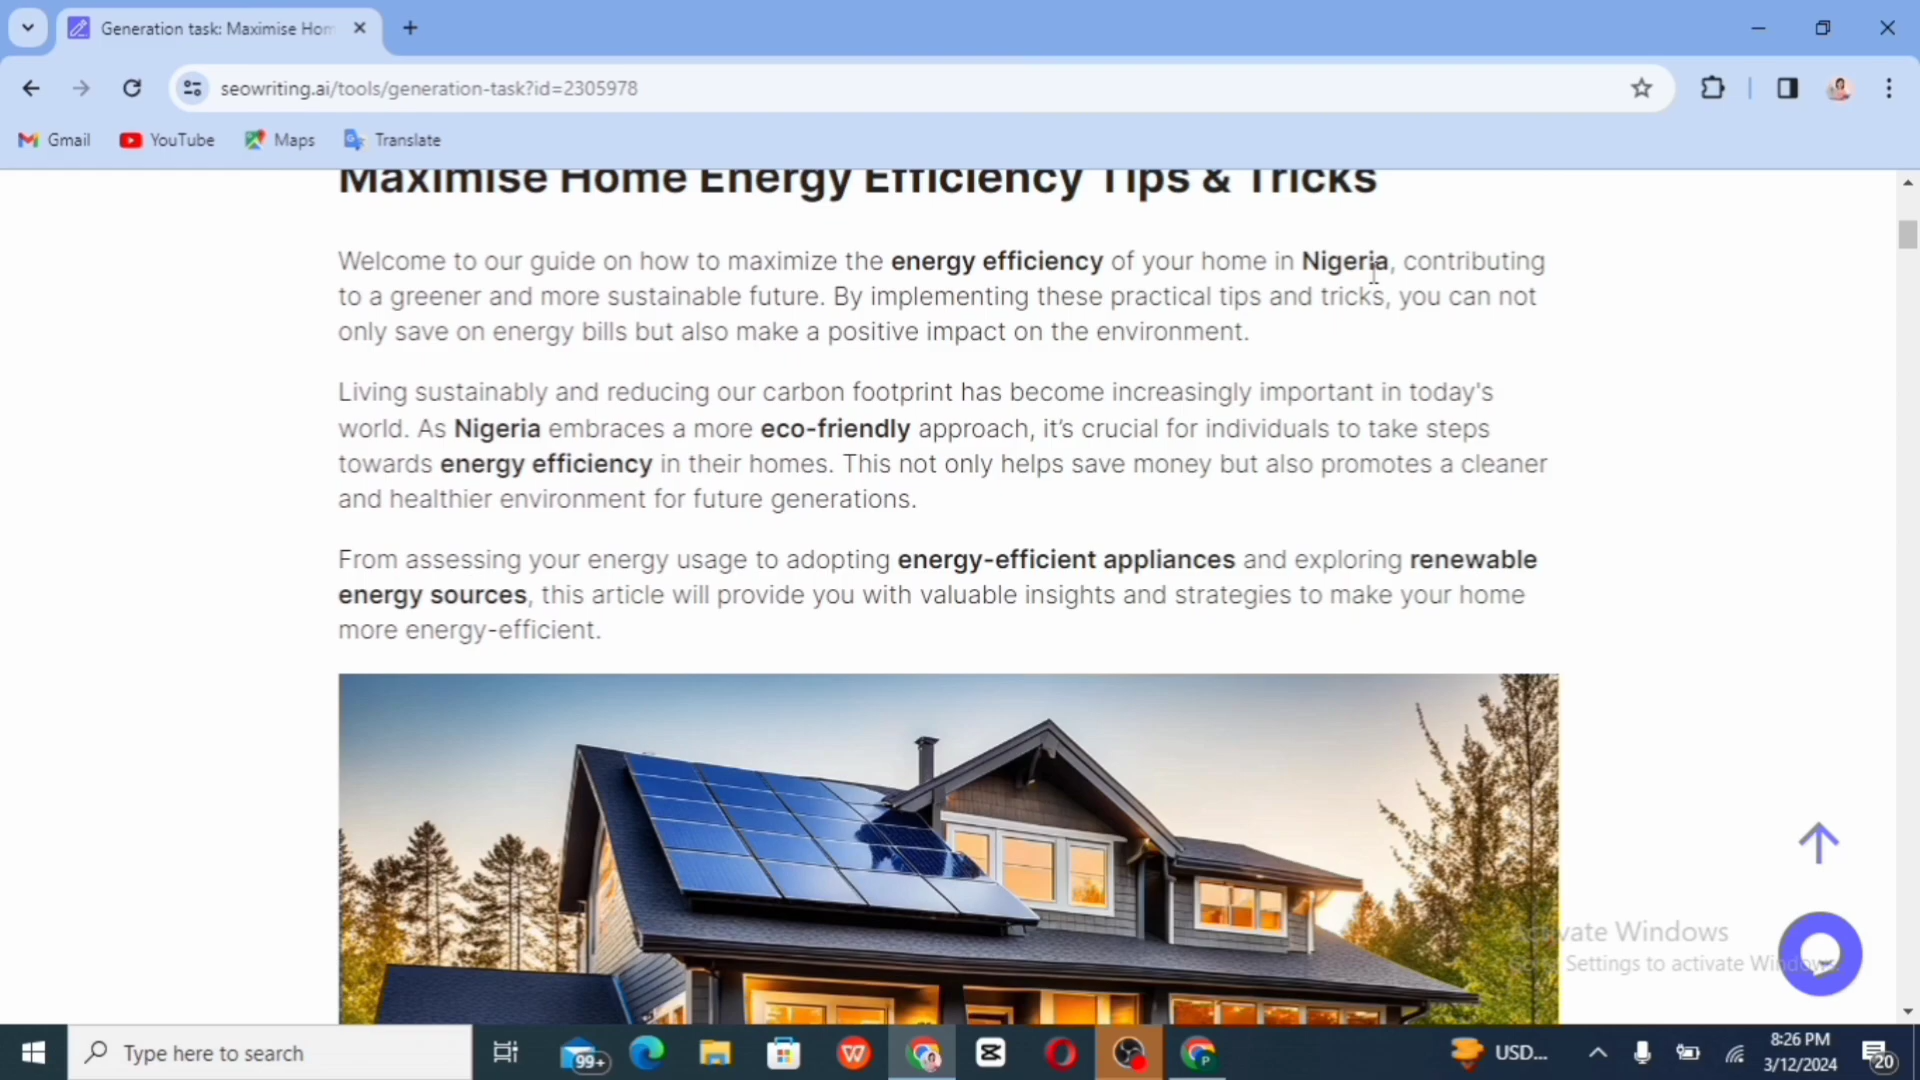 Generation task: Maximise Hom
seowriting.ai/tools/generation-task?id=2305978
Gmail YouTube Maps Translate
Maximise Home Energy Efficiency Tips & Tricks
Welcome to our guide on how to maximize the energy efficiency of your home in Nigeria, contributing
to a greener and more sustainable future. By implementing these practical tips and tricks, you can not
only save on energy bills but also make a positive impact on the environment.
Living sustainably and reducing our carbon footprint has become increasingly important in today's
world. As Nigeria embraces a more eco-friendly approach, it's crucial for individuals to take steps
towards energy efficiency in their homes. This not only helps save money but also promotes a cleaner
and healthier environment for future generations.
From assessing your energy usage to adopting energy-efficient appliances and exploring renewable
energy sources, this article will provide you with valuable insights and strategies to make your home
more energy-efficient.
Activate Windows
Settings to activate Windows.
Type here to search
99+
USD...
8:26 PM
3/12/2024
20